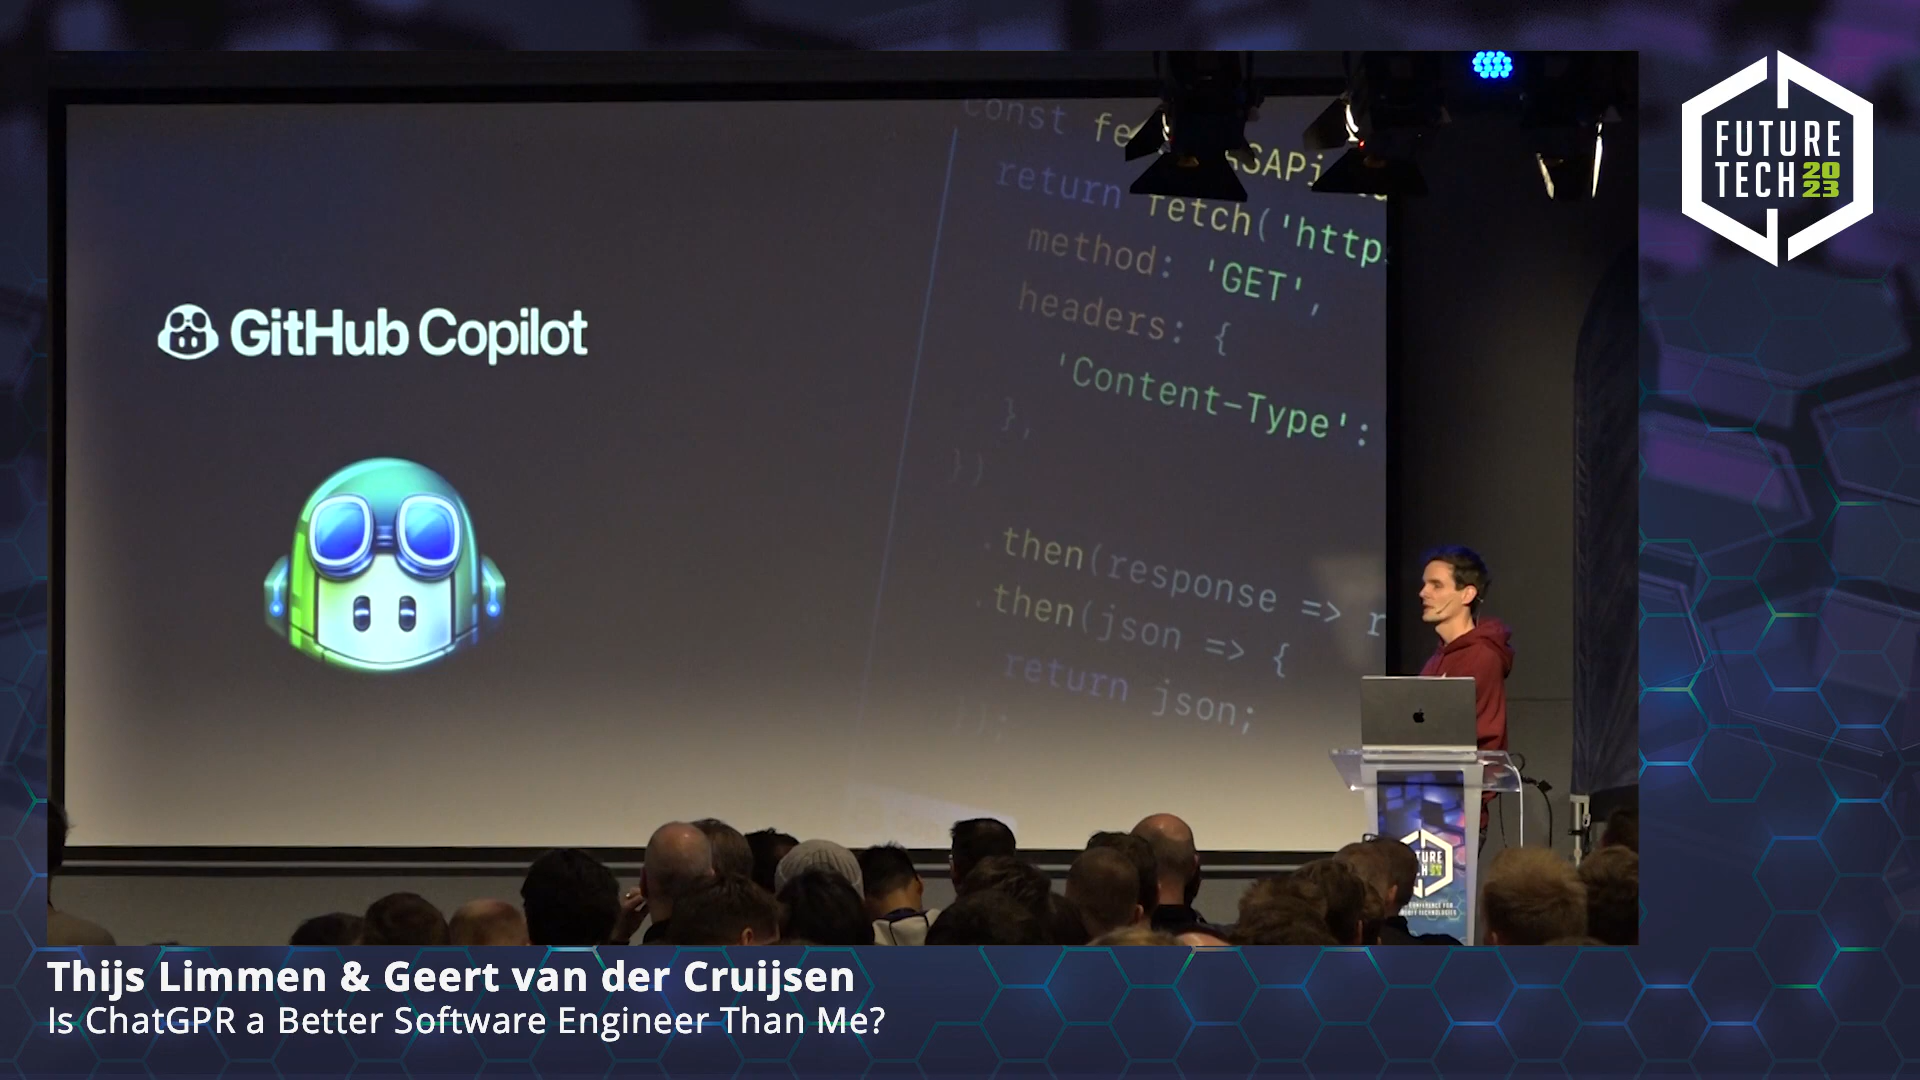 FUTURE
TECH 2023
GitHub Copilot
const
return fetch('http
method: 'GET',
headers: {
'Content-Type':
},
})
.then(response => r
.then(json => {
return json;
});
Thijs Limmen & Geert van der Cruijsen
Is ChatGPR a Better Software Engineer Than Me?